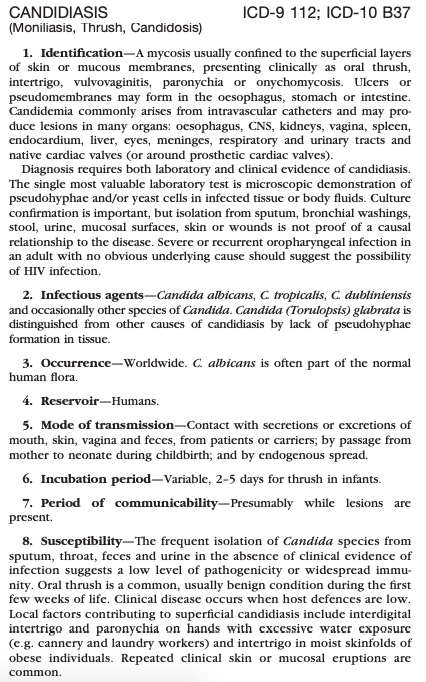 CANDIDIASIS ICD-9 112; ICD-10 B37
(Moniliasis, Thrush, Candidosis)
1. Identification—A mycosis usually confined to the superficial layers
of skin or mucous membranes, presenting clinically as oral thrush,
intertrigo, vulvovaginitis, paronychia or onychomycosis. Ulcers or
pseudomembranes may form in the oesophagus, stomach or intestine.
Candidemia commonly arises from intravascular catheters and may pro-
duce lesions in many organs: oesophagus, CNS, kidneys, vagina, spleen,
endocardium, liver, eyes, meninges, respiratory and urinary tracts and
native cardiac valves (or around prosthetic cardiac valves).
Diagnosis requires both laboratory and clinical evidence of candidiasis.
The single most valuable laboratory test is microscopic demonstration of
pseudohyphae and/or yeast cells in infected tissue or body fluids. Culture
confirmation is important, but isolation from sputum, bronchial washings,
stool, urine, mucosal surfaces, skin or wounds is not proof of a causal
relationship to the disease. Severe or recurrent oropharyngeal infection in
an adult with no obvious underlying cause should suggest the possibility
of HIV infection.
2. Infectious agents—Candida albicans, C. tropicalis, C. dubliniensis
and occasionally other species of Candida. Candida (Torulopsis) glabrata is
distinguished from other causes of candidiasis by lack of pseudohyphae
formation in tissue.
3. Occurrence—Worldwide. C. albicans is often part of the normal
human flora.
4. Reservoir—Humans.
5. Mode of transmission—Contact with secretions or excretions of
mouth, skin, vagina and feces, from patients or carriers; by passage from
mother to neonate during childbirth; and by endogenous spread.
6. Incubation period—Variable, 2–5 days for thrush in infants.
7. Period of communicability—Presumably while lesions are
present.
8. Susceptibility—The frequent isolation of Candida species from
sputum, throat, feces and urine in the absence of clinical evidence of
infection suggests a low level of pathogenicity or widespread immu-
nity. Oral thrush is a common, usually benign condition during the first
few weeks of life. Clinical disease occurs when host defences are low.
Local factors contributing to superficial candidiasis include interdigital
intertrigo and paronychia on hands with excessive water exposure
(e.g. cannery and laundry workers) and intertrigo in moist skinfolds of
obese individuals. Repeated clinical skin or mucosal eruptions are
common.